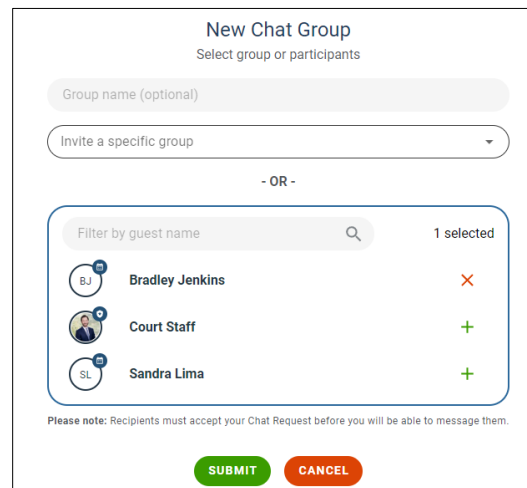 New Chat Group
Select group or participants
Group name (optional)
Invite a specific group
- OR -
Filter by guest name
1 selected
BJ
Bradley Jenkins
Court Staff
SL
Sandra Lima
Please note: Recipients must accept your Chat Request before you will be able to message them.
SUBMIT
CANCEL